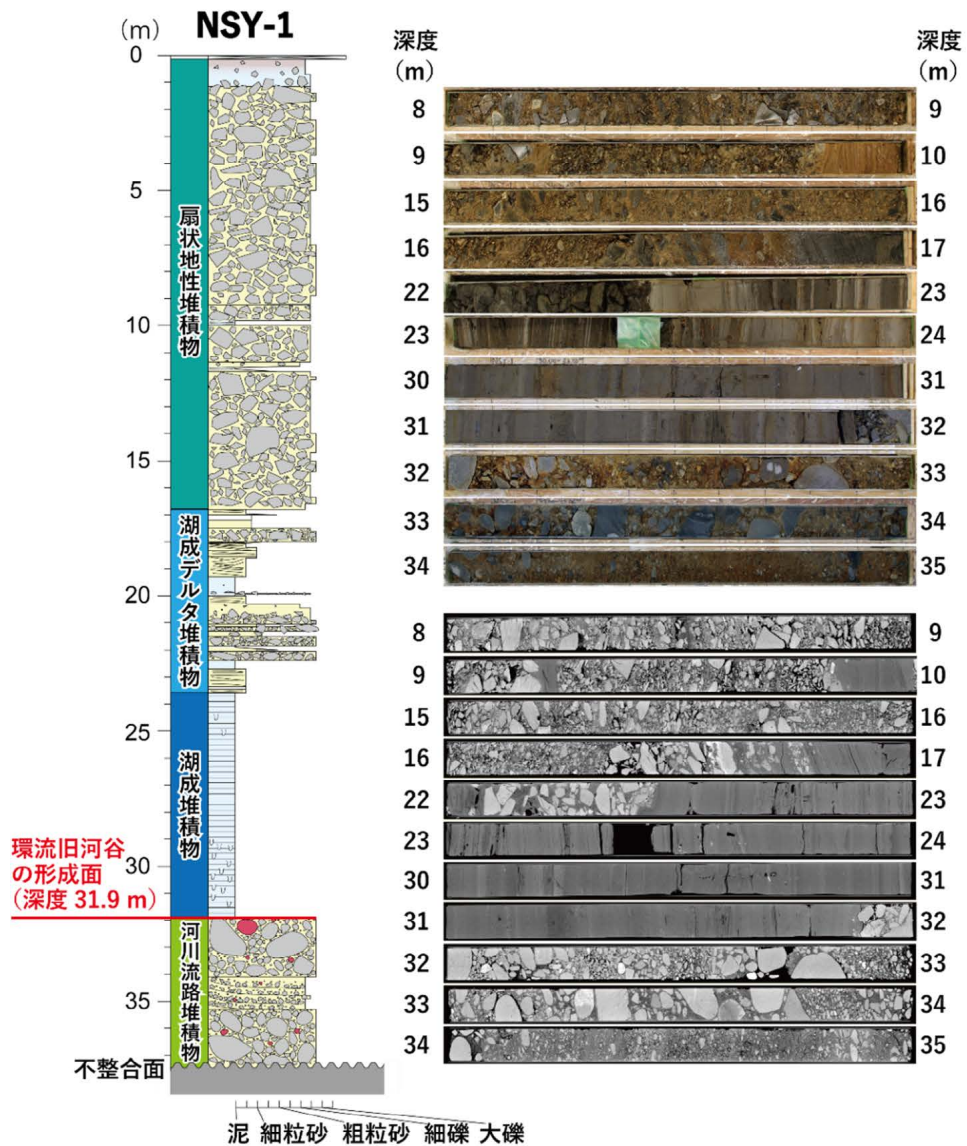 (m)
NSY-1
0
5
10
15
20
25
30
35
扇状地性堆積物
湖成デルタ堆積物
湖成堆積物
河川流路堆積物
環流旧河谷
の形成面
(深度 31.9 m)
不整合面
泥 細粒砂 粗粒砂 細礫 大礫
深度
(m)
深度
(m)
8 9
9 10
15 16
16 17
22 23
23 24
30 31
31 32
32 33
33 34
34 35
8 9
9 10
15 16
16 17
22 23
23 24
30 31
31 32
32 33
33 34
34 35